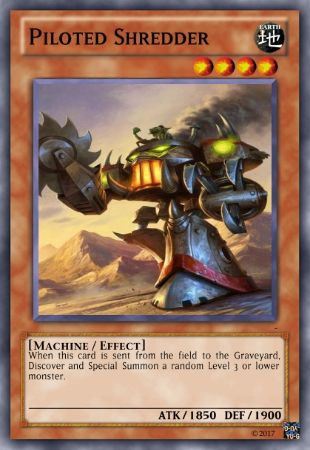 PILOTED SHREDDER
EARTH
地
[MACHINE / EFFECT]
When this card is sent from the field to the Graveyard,
Discover and Special Summon a random Level 3 or lower
monster.
ATK / 1850 DEF / 1900
©2017